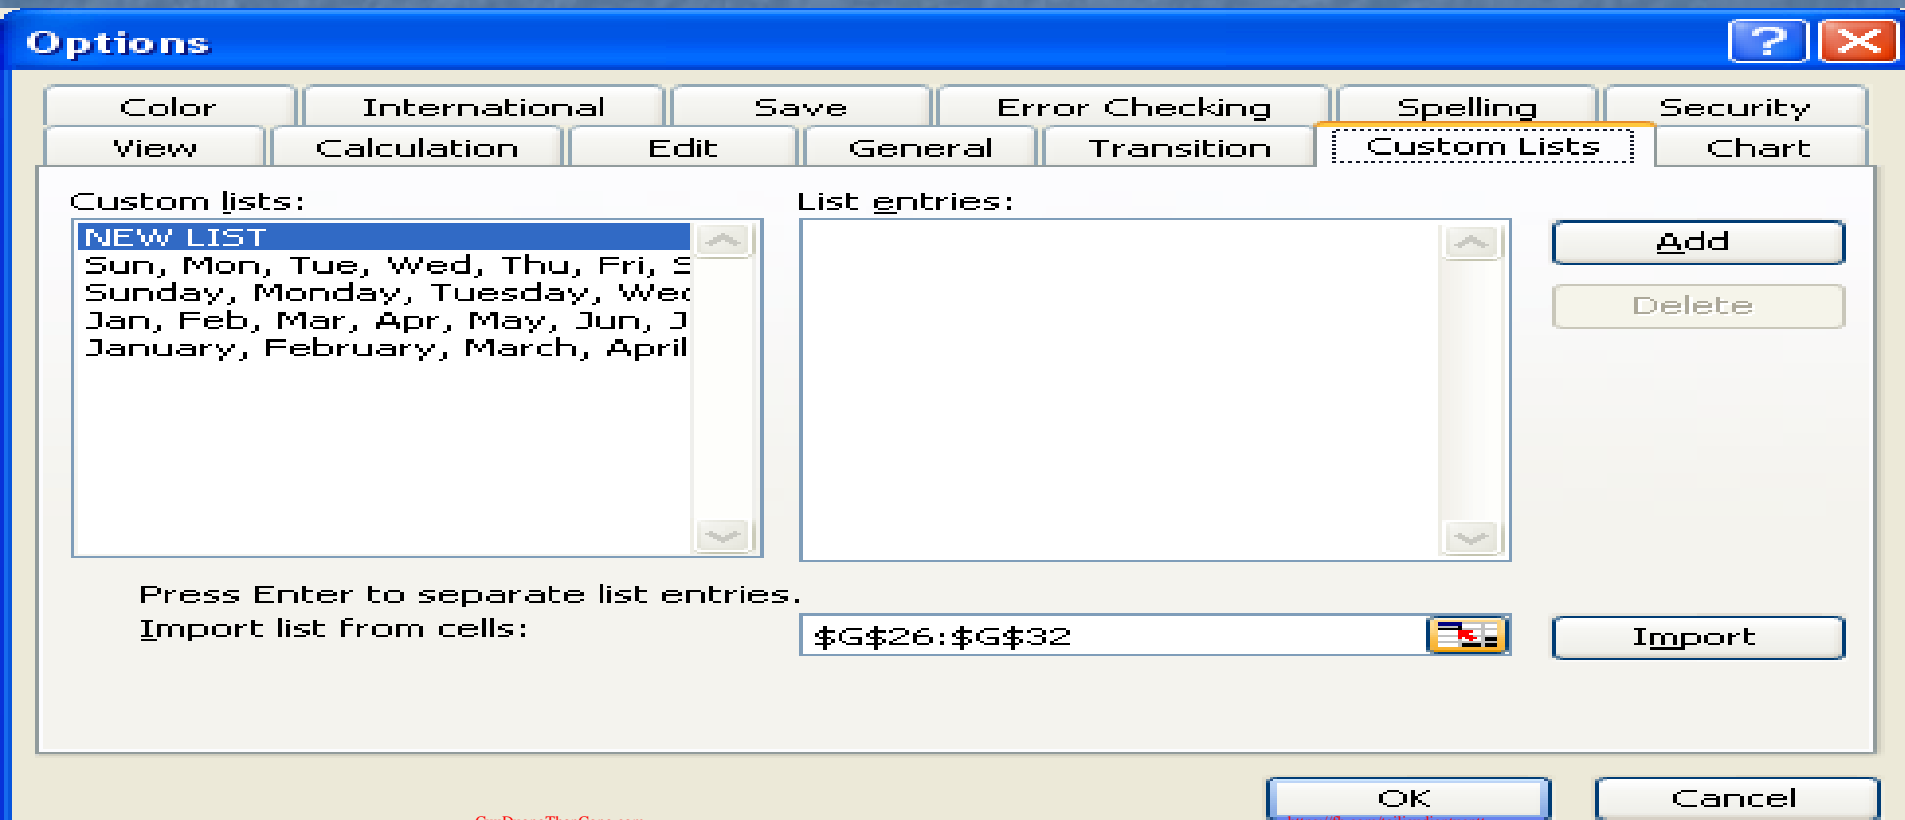 Options
Color International Save Error Checking Spelling Security
View Calculation Edit General Transition Custom Lists Chart
Custom lists: List entries:
NEW LIST
Add
Sun, Mon, Tue, Wed, Thu, Fri, S
Sunday, Monday, Tuesday, Wed
Delete
Jan, Feb, Mar, Apr, May, Jun, J
January, February, March, April
Press Enter to separate list entries.
Import list from cells: $G$26:$G$32 Import
OK Cancel